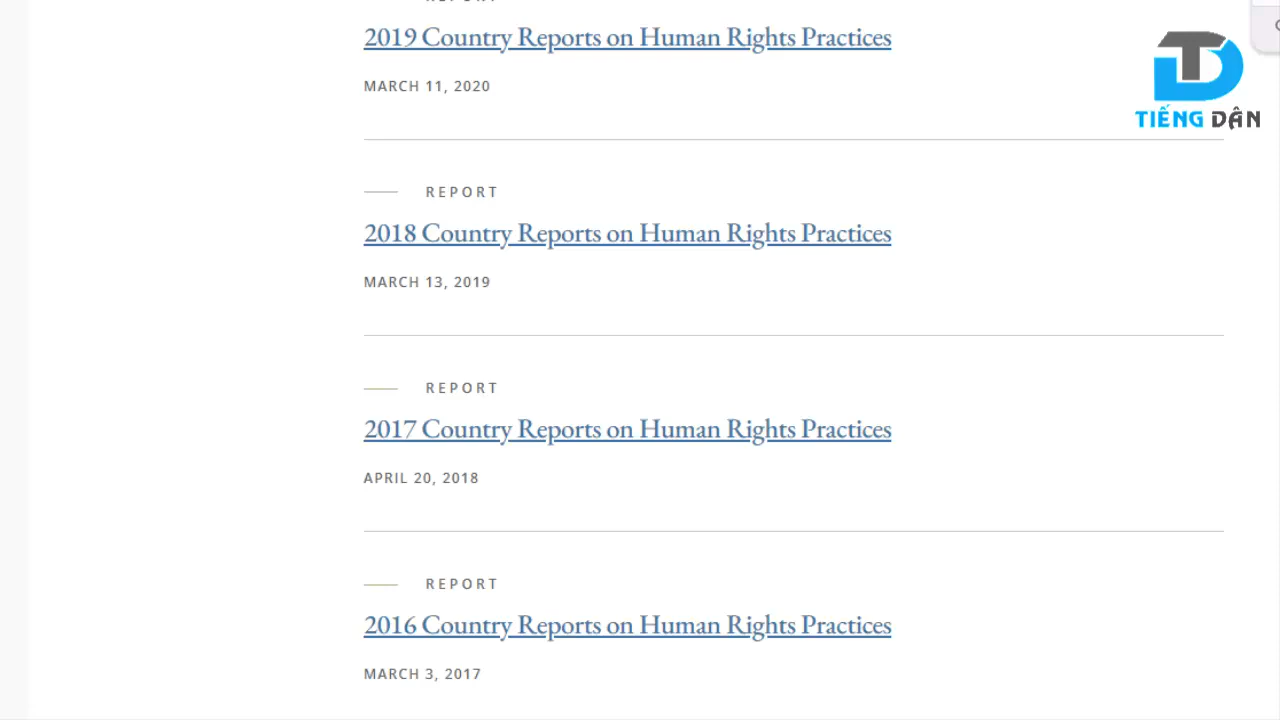 REPORT
2019 Country Reports on Human Rights Practices
MARCH 11, 2020
TIẾNG DÂN
REPORT
2018 Country Reports on Human Rights Practices
MARCH 13, 2019
REPORT
2017 Country Reports on Human Rights Practices
APRIL 20, 2018
REPORT
2016 Country Reports on Human Rights Practices
MARCH 3, 2017